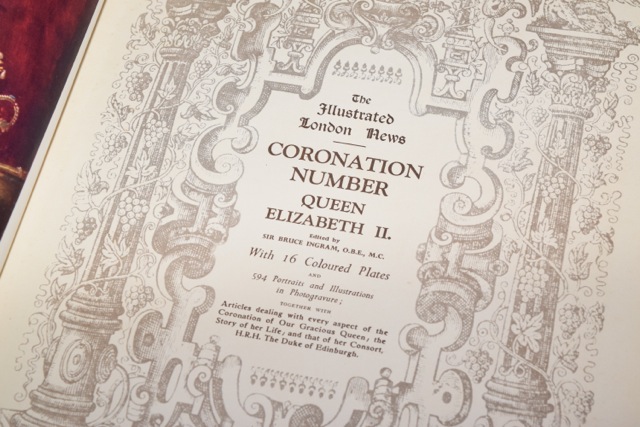 The
Illustrated
London News
CORONATION
NUMBER
QUEEN
ELIZABETH II.
Edited by
SIR BRUCE INGRAM, O.B.E., M.C.
With 16 Coloured Plates
AND
594 Portraits and Illustrations
in Photogravure;
TOGETHER WITH
Articles dealing with every aspect of the
Coronation of Our Gracious Queen, the
Story of her Life, and that of her Consort,
H.R.H. The Duke of Edinburgh.